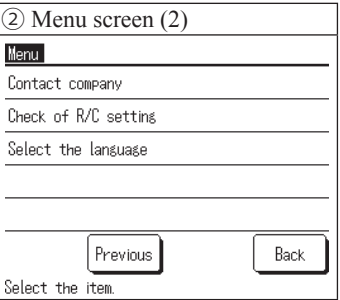 ② Menu screen (2)
Menu
Contact company
Check of R/C setting
Select the language
Previous Back
Select the item.